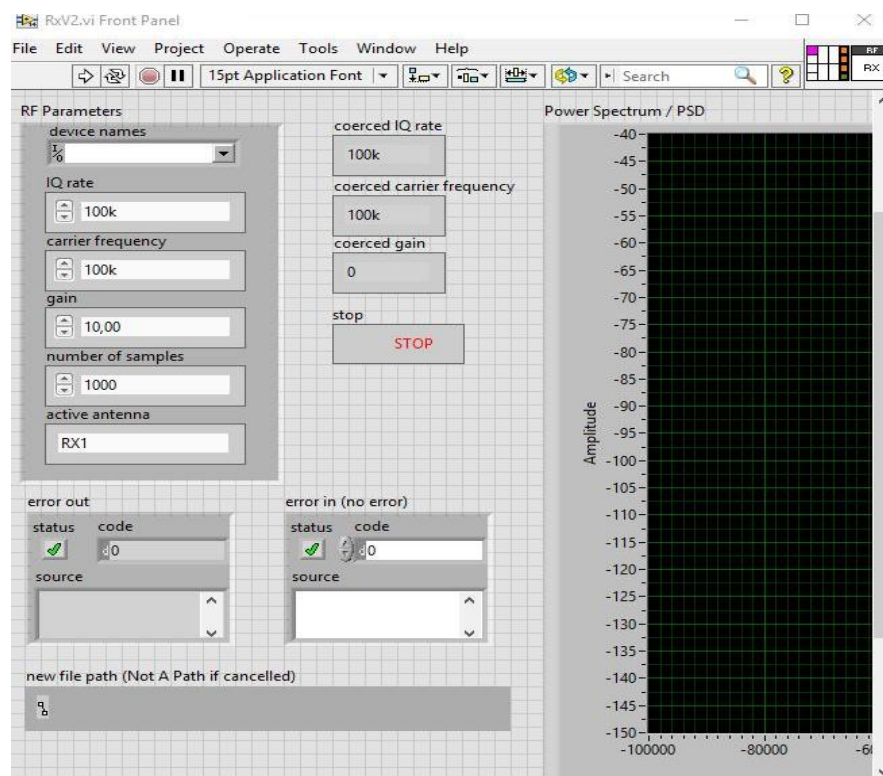 RxV2.vi Front Panel
File Edit View Project Operate Tools Window Help
15pt Application Font
Search
RF
RX
RF Parameters
device names
IQ rate
100k
carrier frequency
100k
gain
10,00
number of samples
1000
active antenna
RX1
coerced IQ rate
100k
coerced carrier frequency
100k
coerced gain
0
stop
STOP
error out
status code
d0
source
error in (no error)
status code
d0
source
new file path (Not A Path if cancelled)
Power Spectrum / PSD
Amplitude
-40
-45
-50
-55
-60
-65
-70
-75
-80
-85
-90
-95
-100
-105
-110
-115
-120
-125
-130
-135
-140
-145
-150
-100000 -80000